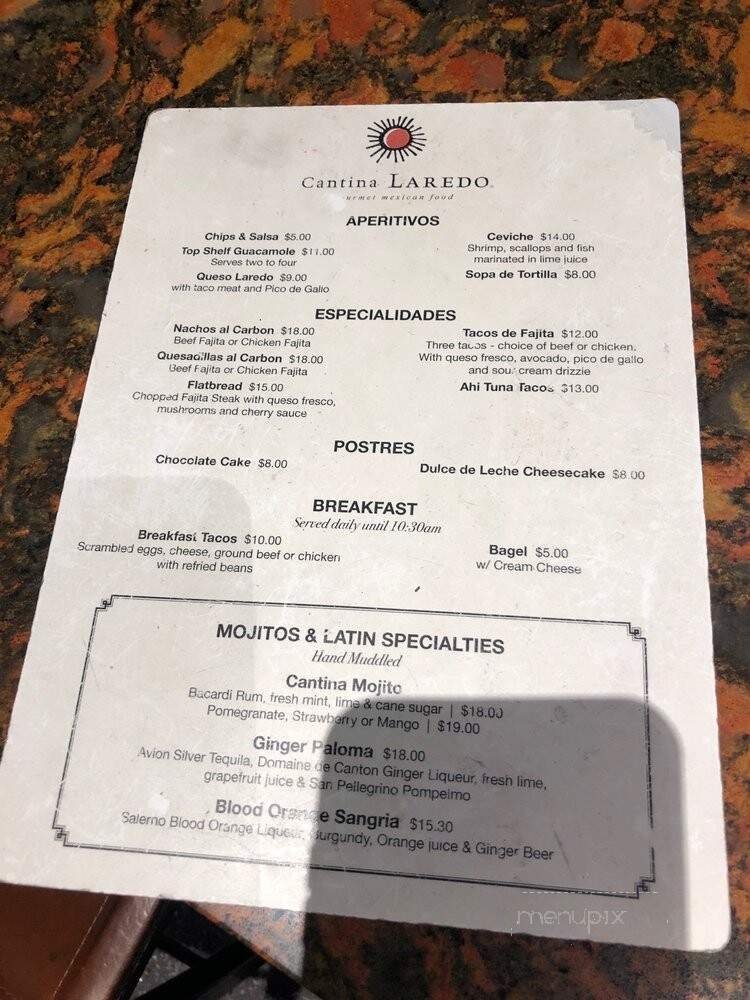 Cantina LAREDO
urmet mexican food
APERITIVOS
Chips & Salsa $5.00
Top Shelf Guacamole $11.00
Serves two to four
Queso Laredo $9.00
with taco meat and Pico de Gallo
Ceviche $14.00
Shrimp, scallops and fish
marinated in lime juice
Sopa de Tortilla $8.00
ESPECIALIDADES
Nachos al Carbon $18.00
Beef Fajita or Chicken Fajita
Quesadillas al Carbon $18.00
Beef Fajita or Chicken Fajita
Flatbread $15.00
Chopped Fajita Steak with queso fresco,
mushrooms and cherry sauce
Tacos de Fajita $12.00
Three tacos - choice of beef or chicken.
With queso fresco, avocado, pico de gallo
and sour cream drizzle
Ahi Tuna Tacos $13.00
POSTRES
Chocolate Cake $8.00
Dulce de Leche Cheesecake $8.00
BREAKFAST
Served daily until 10:30am
Breakfast Tacos $10.00
Scrambled eggs, cheese, ground beef or chicken
with refried beans
Bagel $5.00
w/ Cream Cheese
MOJITOS & LATIN SPECIALTIES
Hand Muddled
Cantina Mojito
Bacardi Rum, fresh mint, lime & cane sugar | $18.00
Pomegranate, Strawberry or Mango | $19.00
Ginger Paloma $18.00
Avion Silver Tequila, Domaine de Canton Ginger Liqueur, fresh lime,
grapefruit juice & San Pellegrino Pompelmo
Blood Orange Sangria $15.30
Salerno Blood Orange Liqueur, Burgundy, Orange juice & Ginger Beer
menupix